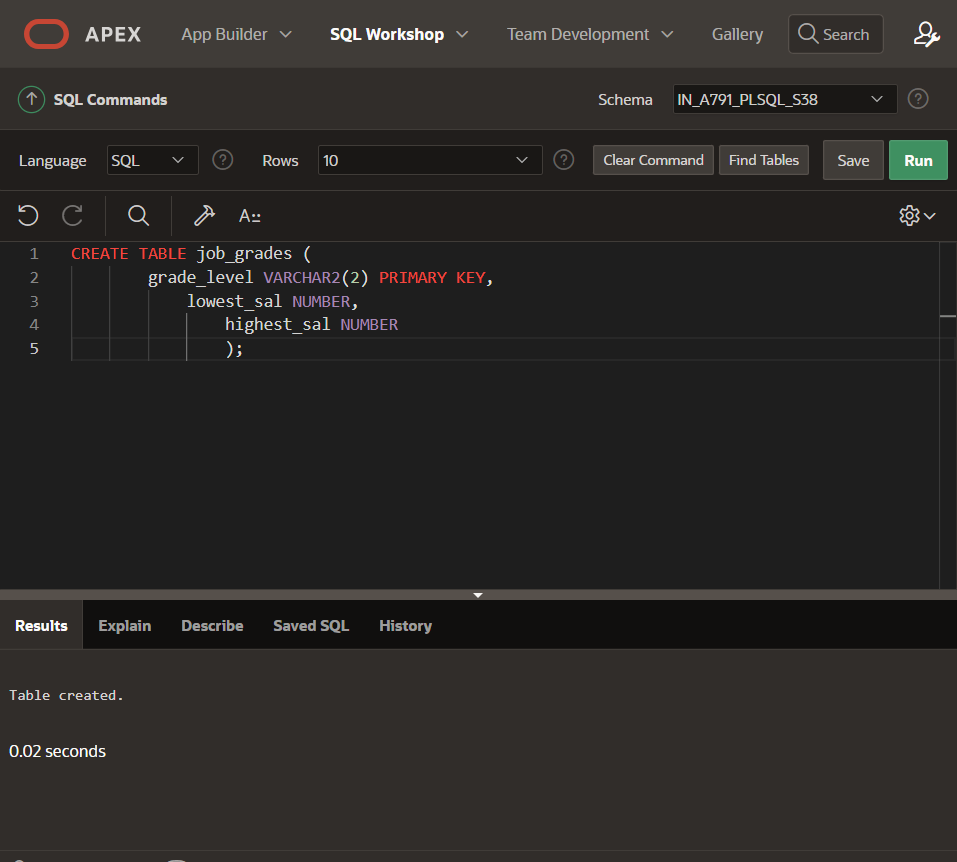 APEX App Builder SQL Workshop Team Development Gallery Search
SQL Commands Schema IN_A791_PLSQL_S38 ?
Language SQL ? Rows 10 ? Clear Command Find Tables Save Run
A::
1 CREATE TABLE job_grades (
2 grade_level VARCHAR2(2) PRIMARY KEY,
3 lowest_sal NUMBER,
4 highest_sal NUMBER
5 );
Results Explain Describe Saved SQL History
Table created.
0.02 seconds